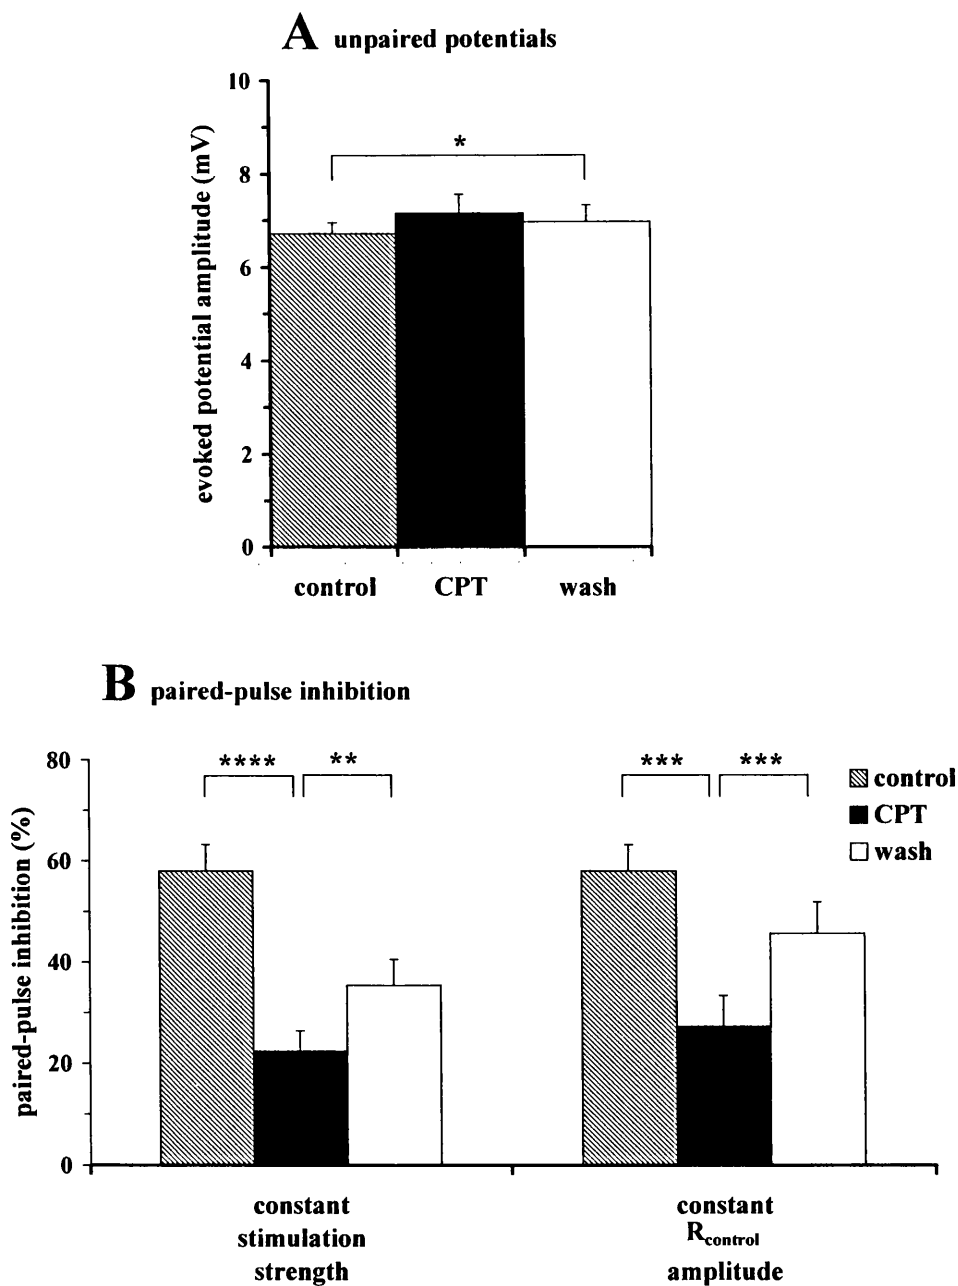 A unpaired potentials
evoked potential amplitude (mV)
10
8
6
4
2
0
*
control CPT wash
B paired-pulse inhibition
paired-pulse inhibition (%)
80
60
40
20
0
**** ** *** ***
control
CPT
wash
constant
stimulation
strength
constant
Rcontrol
amplitude